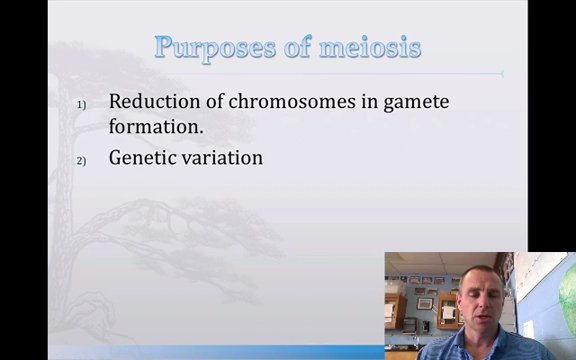 Purposes of meiosis
1) Reduction of chromosomes in gamete
formation.
2) Genetic variation